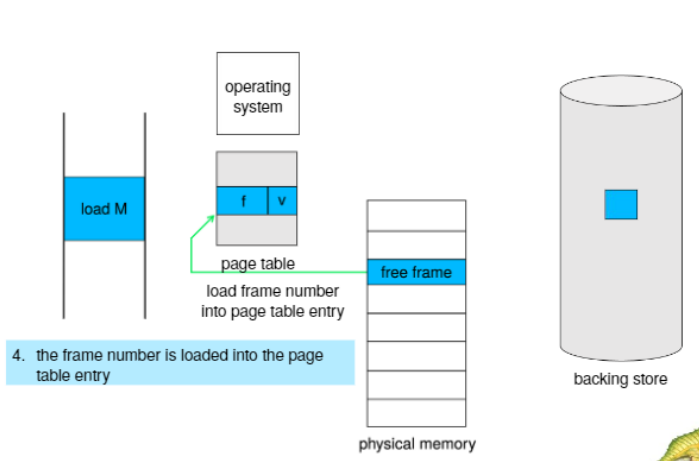 operating
system
load M
f v
page table
load frame number
into page table entry
free frame
4. the frame number is loaded into the page
table entry
backing store
physical memory